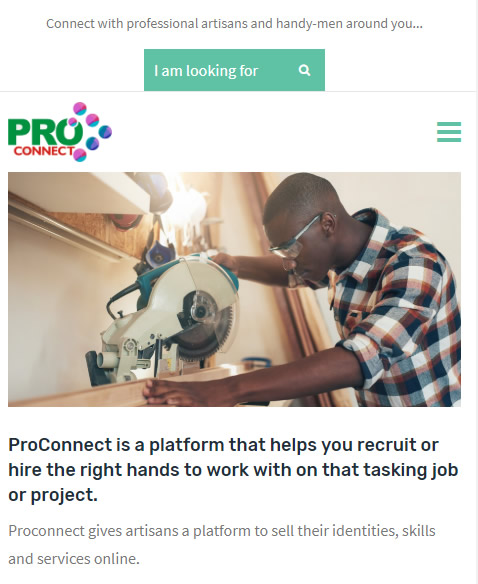 Connect with professional artisans and handy-men around you...
I am looking for
PRO
CONNECT
ProConnect is a platform that helps you recruit or
hire the right hands to work with on that tasking job
or project.
Proconnect gives artisans a platform to sell their identities, skills
and services online.